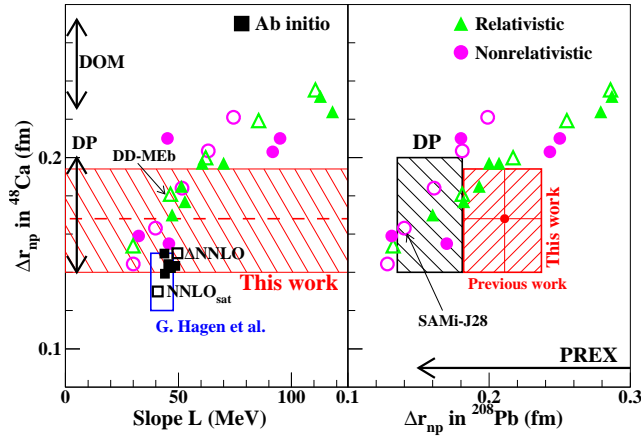 Δr_np in ^48Ca (fm)
0.2
0.1
DOM
DP
Ab initio
DD-MEb
ΔNNLO
NNLO_sat
This work
G. Hagen et al.
0
50
100
Slope L (MeV)
Relativistic
Nonrelativistic
DP
This work
Previous work
SAMi-J28
PREX
0.1
0.2
0.3
Δr_np in ^208Pb (fm)